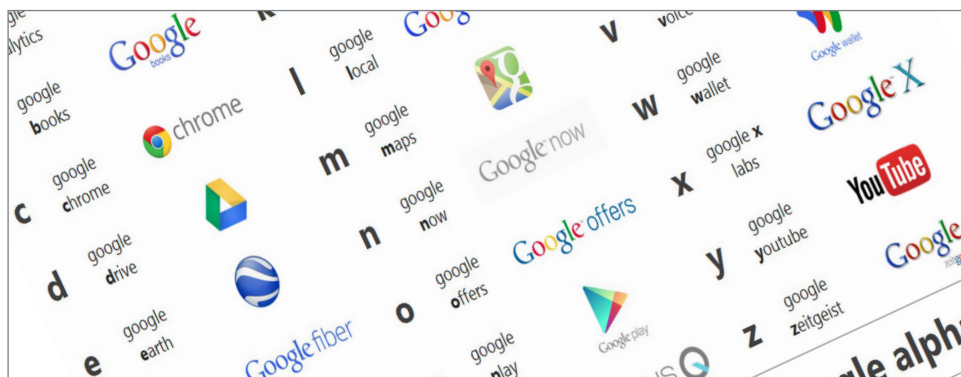 google
books
Google
books
c
google
chrome
chrome
d
google
drive
e
google
earth
Google fiber
l
google
local
m
google
maps
n
google
now
Google now
o
google
offers
Google offers
google
Google play
v
voice
w
google
wallet
Google wallet
x
google x
labs
Google X
y
google
youtube
YouTube
z
google
zeitgeist
Google